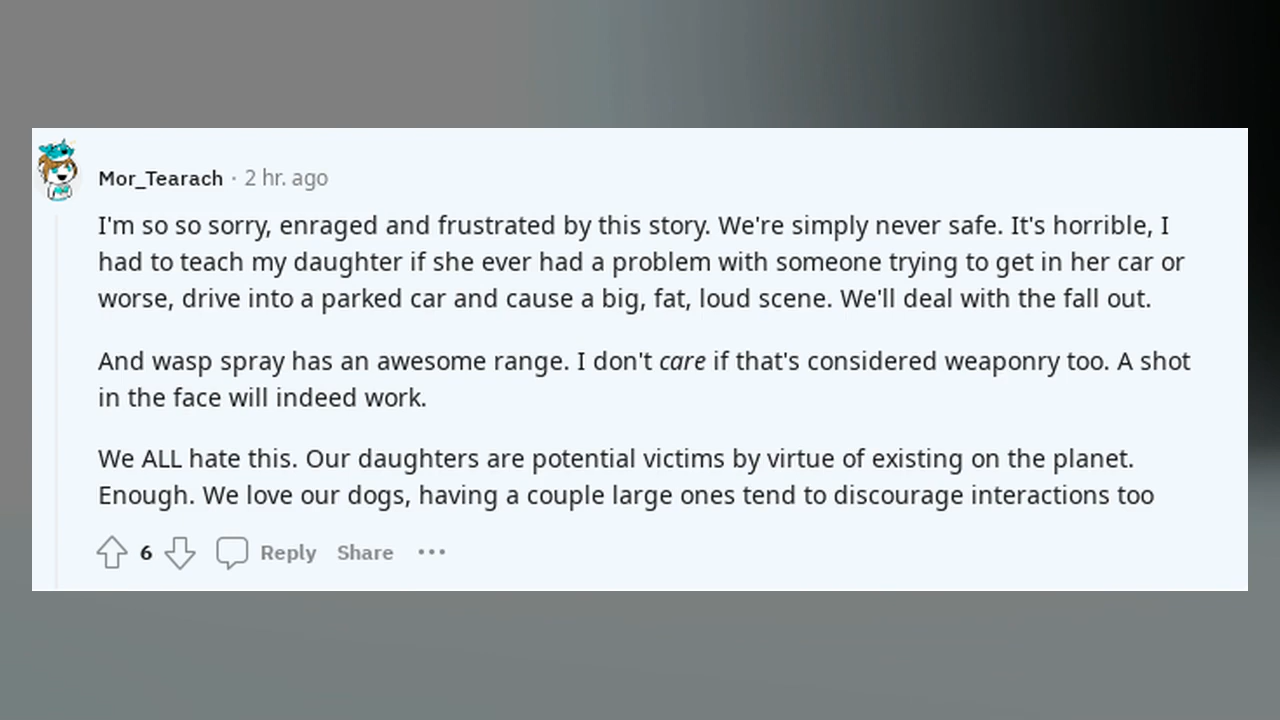 Mor_Tearach · 2 hr. ago
I'm so so sorry, enraged and frustrated by this story. We're simply never safe. It's horrible, I
had to teach my daughter if she ever had a problem with someone trying to get in her car or
worse, drive into a parked car and cause a big, fat, loud scene. We'll deal with the fall out.
And wasp spray has an awesome range. I don't care if that's considered weaponry too. A shot
in the face will indeed work.
We ALL hate this. Our daughters are potential victims by virtue of existing on the planet.
Enough. We love our dogs, having a couple large ones tend to discourage interactions too
6 Reply Share ···